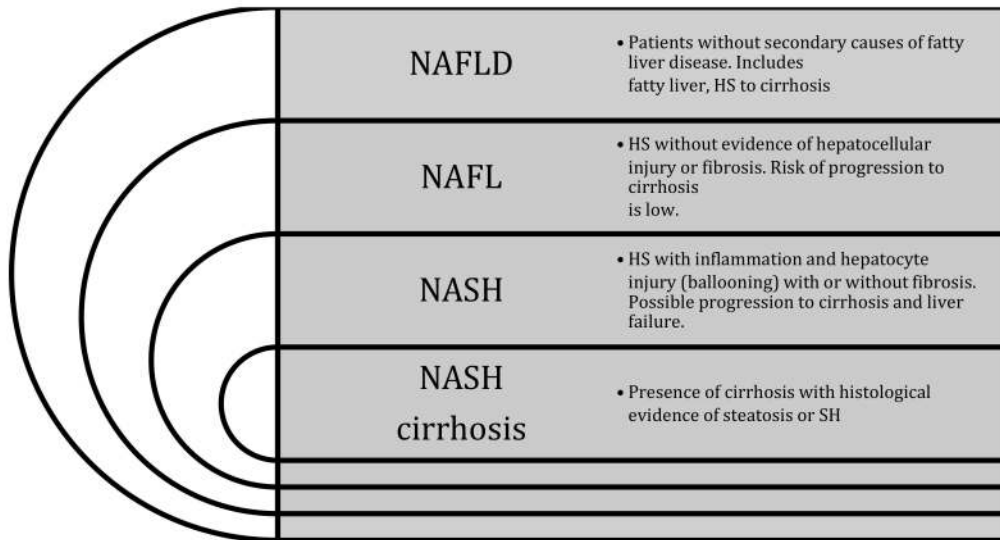 NAFLD
• Patients without secondary causes of fatty
liver disease. Includes
fatty liver, HS to cirrhosis
NAFL
• HS without evidence of hepatocellular
injury or fibrosis. Risk of progression to
cirrhosis
is low.
NASH
• HS with inflammation and hepatocyte
injury (ballooning) with or without fibrosis.
Possible progression to cirrhosis and liver
failure.
NASH
cirrhosis
• Presence of cirrhosis with histological
evidence of steatosis or SH